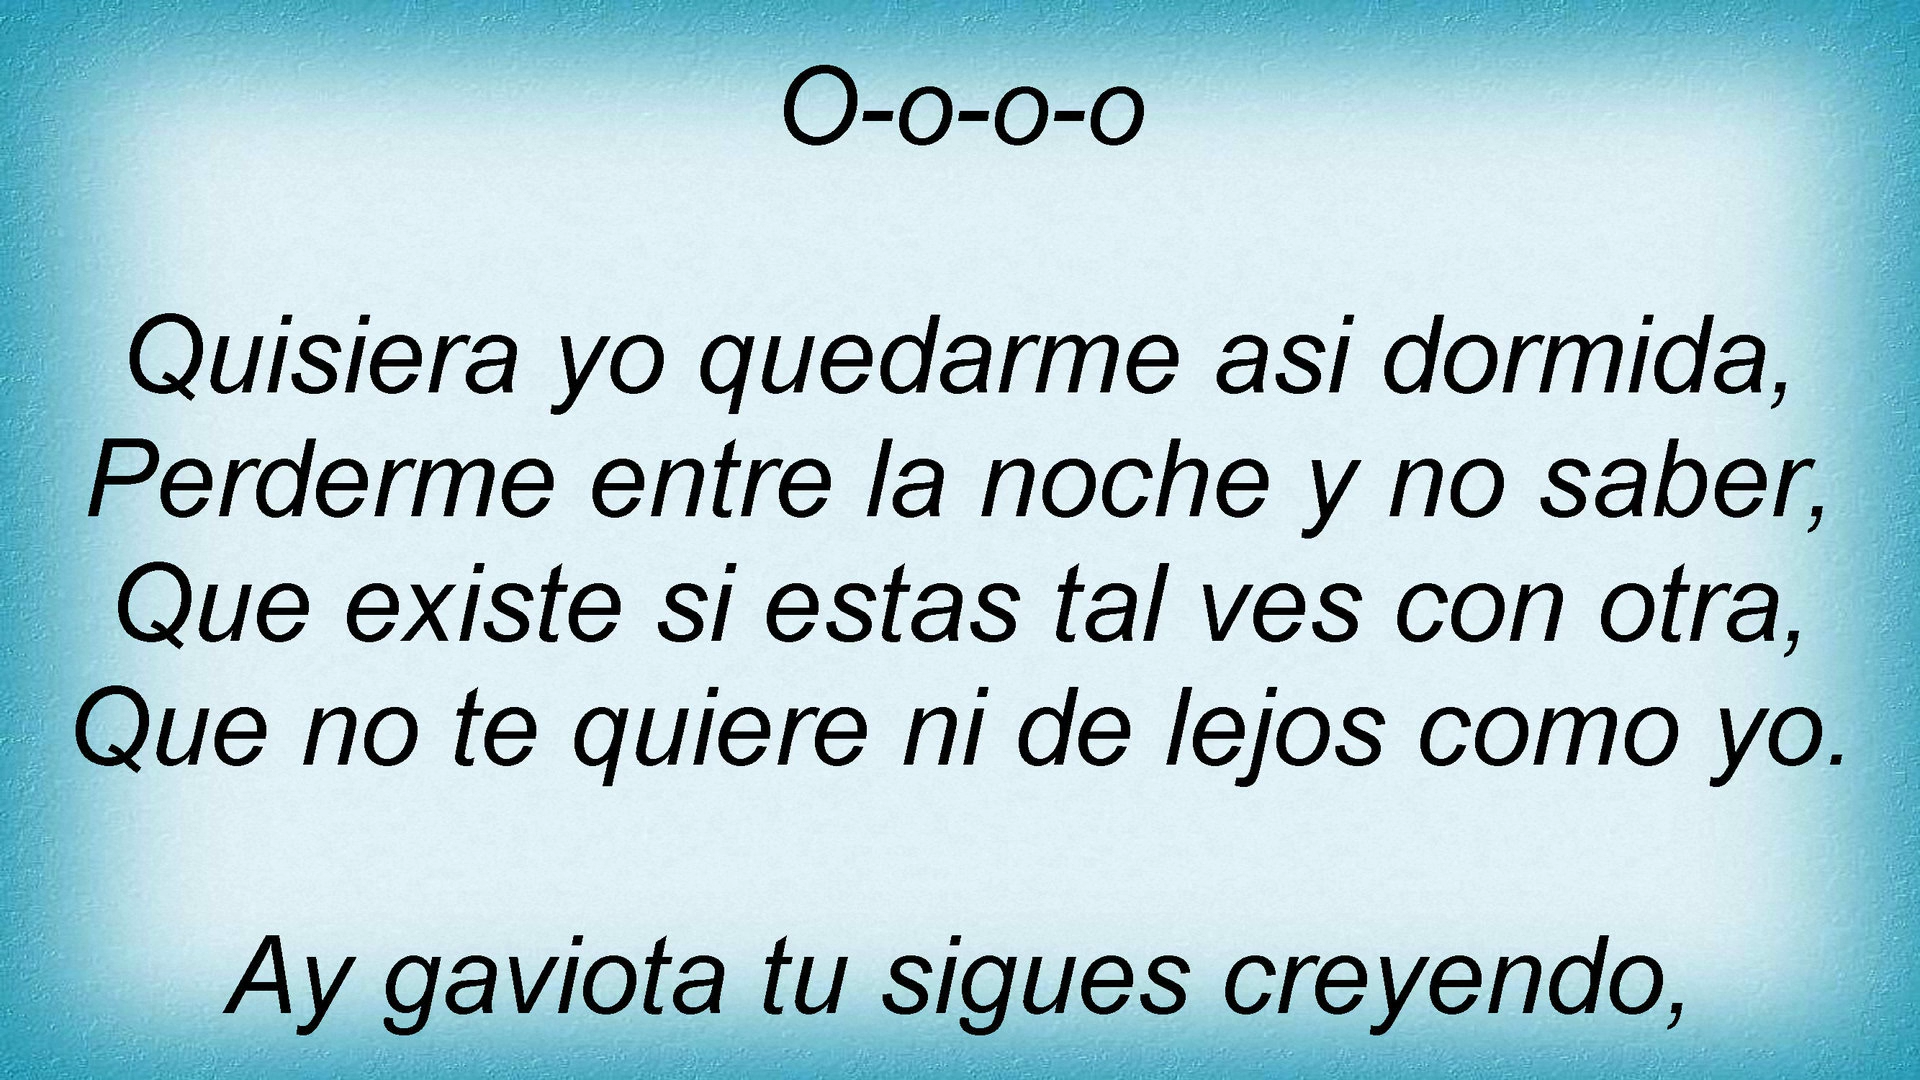 O-o-o-o
Quisiera yo quedarme asi dormida,
Perderme entre la noche y no saber,
Que existe si estas tal ves con otra,
Que no te quiere ni de lejos como yo.
Ay gaviota tu sigues creyendo,